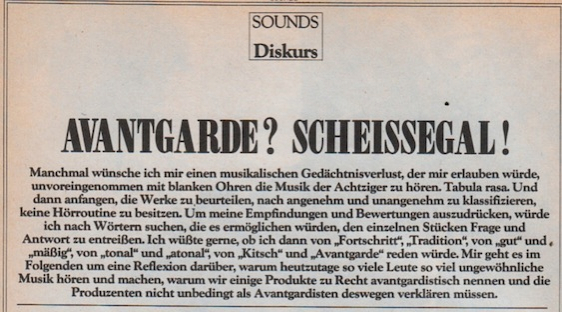 SOUNDS
Diskurs
AVANTGARDE? SCHEISSEGAL!
Manchmal wünsche ich mir einen musikalischen Gedächtnisverlust, der mir erlauben würde,
unvoreingenommen mit blanken Ohren die Musik der Achtziger zu hören. Tabula rasa. Und
dann anfangen, die Werke zu beurteilen, nach angenehm und unangenehm zu klassifizieren,
keine Hörroutine zu besitzen. Um meine Empfindungen und Bewertungen auszudrücken, würde
ich nach Wörtern suchen, die es ermöglichen würden, den einzelnen Stücken Frage und
Antwort zu entreißen. Ich wüßte gerne, ob ich dann von „Fortschritt“, „Tradition“, von „gut“ und
„mäßig“, von „tonal“ und „atonal“, von „Kitsch“ und „Avantgarde“ reden würde. Mir geht es im
Folgenden um eine Reflexion darüber, warum heutzutage so viele Leute so viel ungewöhnliche
Musik hören und machen, warum wir einige Produkte zu Recht avantgardistisch nennen und die
Produzenten nicht unbedingt als Avantgardisten deswegen verklären müssen.